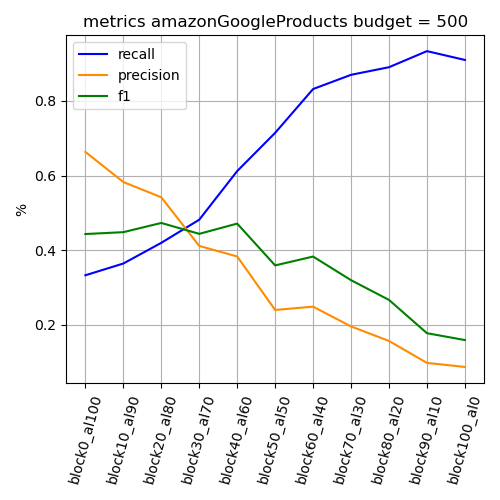 metrics amazonGoogleProducts budget = 500
recall
precision
f1
%
0.8
0.6
0.4
0.2
block0_al100
block10_al90
block20_al80
block30_al70
block40_al60
block50_al50
block60_al40
block70_al30
block80_al20
block90_al10
block100_al0